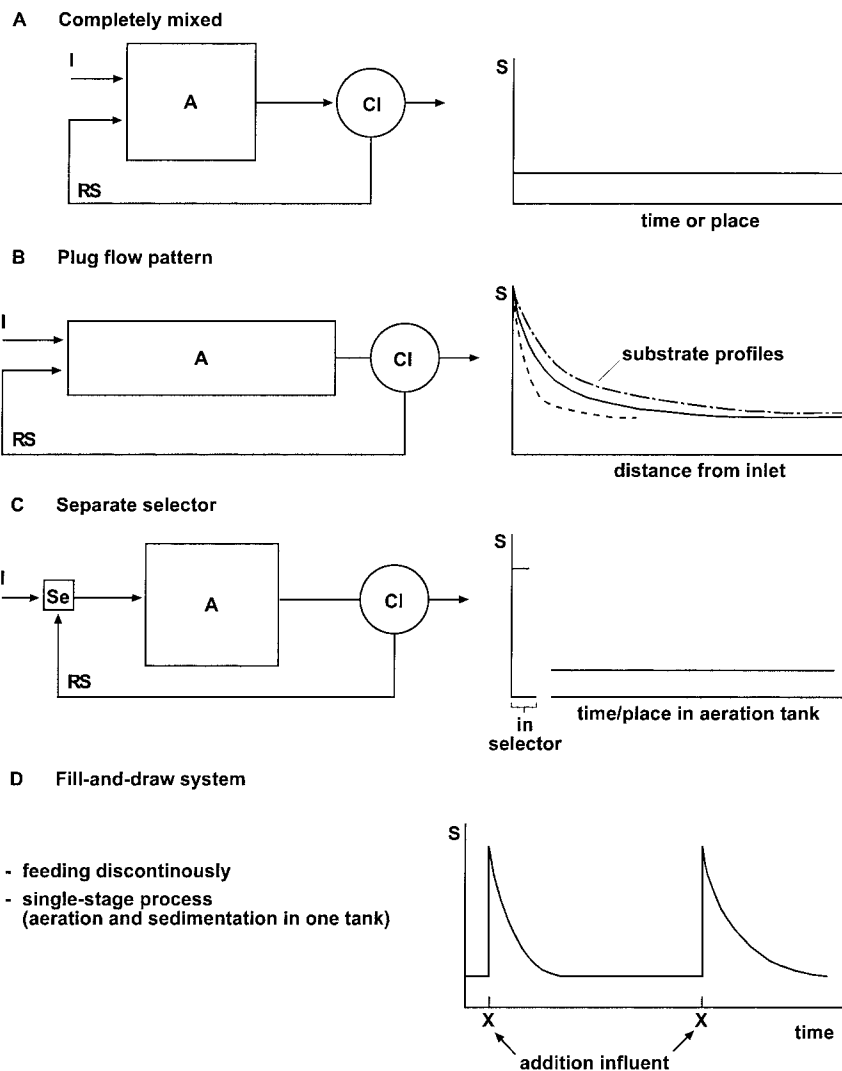 A Completely mixed
I
A
Cl
RS
S
time or place
B Plug flow pattern
I
A
Cl
RS
S
substrate profiles
distance from inlet
C Separate selector
I
Se
A
Cl
RS
S
in
selector
time/place in aeration tank
D Fill-and-draw system
- feeding discontinously
- single-stage process
(aeration and sedimentation in one tank)
S
X
X
time
addition influent